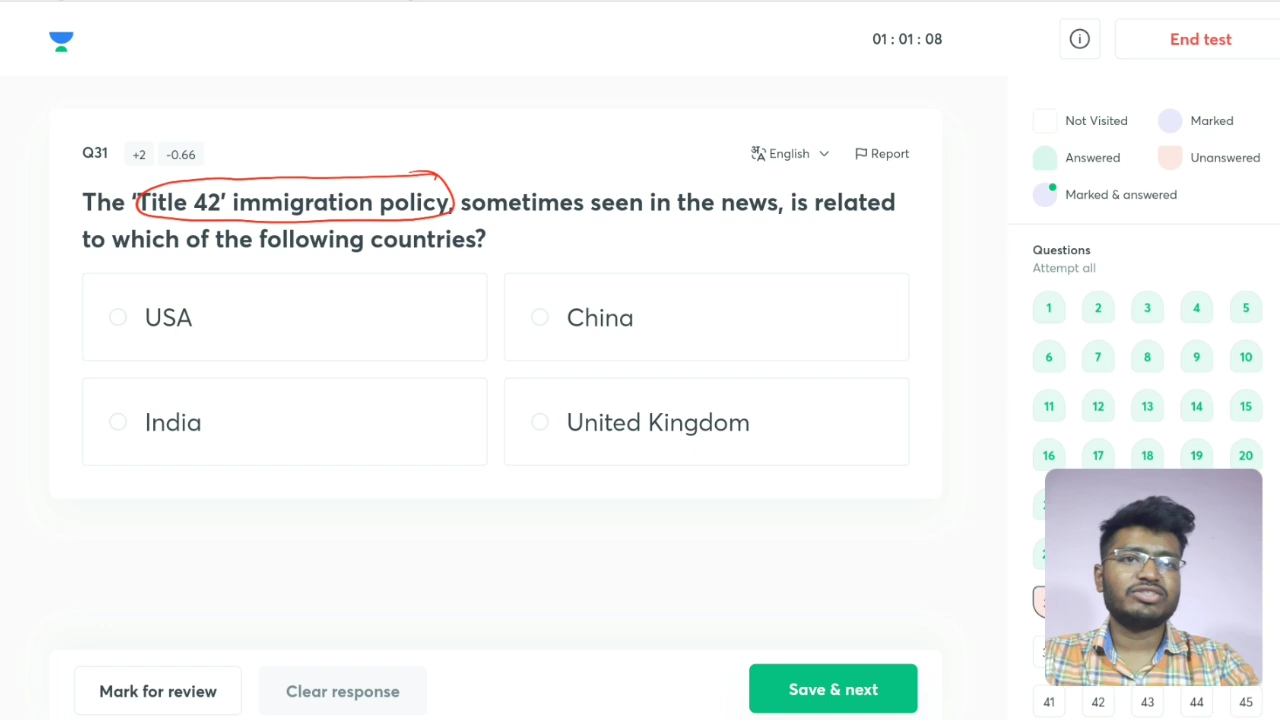 01 : 01 : 08
End test
Q31
+2
-0.66
English
Report
The ‘Title 42’ immigration policy, sometimes seen in the news, is related
to which of the following countries?
USA
China
India
United Kingdom
Mark for review
Clear response
Save & next
Not Visited
Marked
Answered
Unanswered
Marked & answered
Questions
Attempt all
1 2 3 4 5
6 7 8 9 10
11 12 13 14 15
16 17 18 19 20
41 42 43 44 45